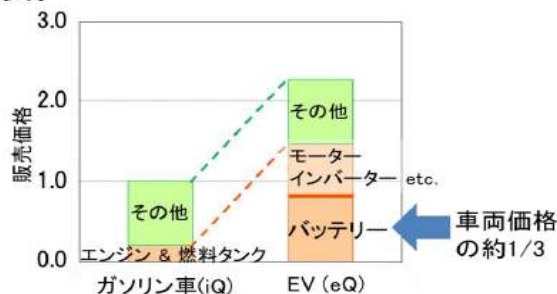 3.0
2.0
1.0
0.0
販売価格
その他
エンジン & 燃料タンク
ガソリン車(iQ)
その他
モーター
インバーター etc.
バッテリー
EV (eQ)
車両価格
の約1/3